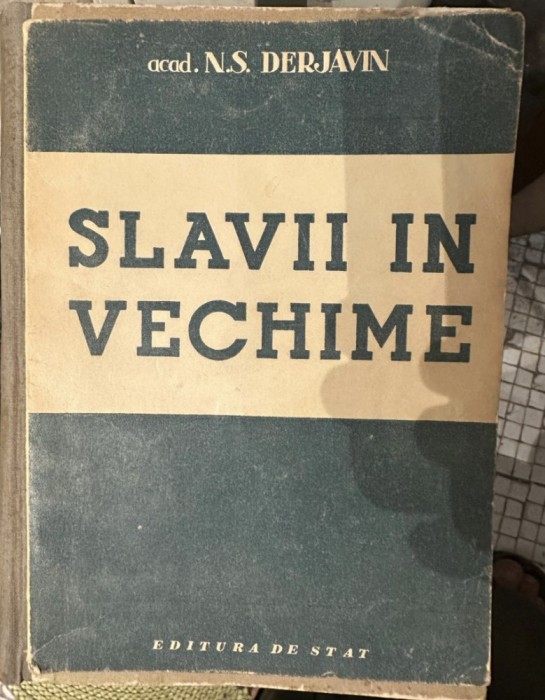 acad. N.S. DERJAVIN
SLAVII IN
VECHIME
EDITURA DE STAT